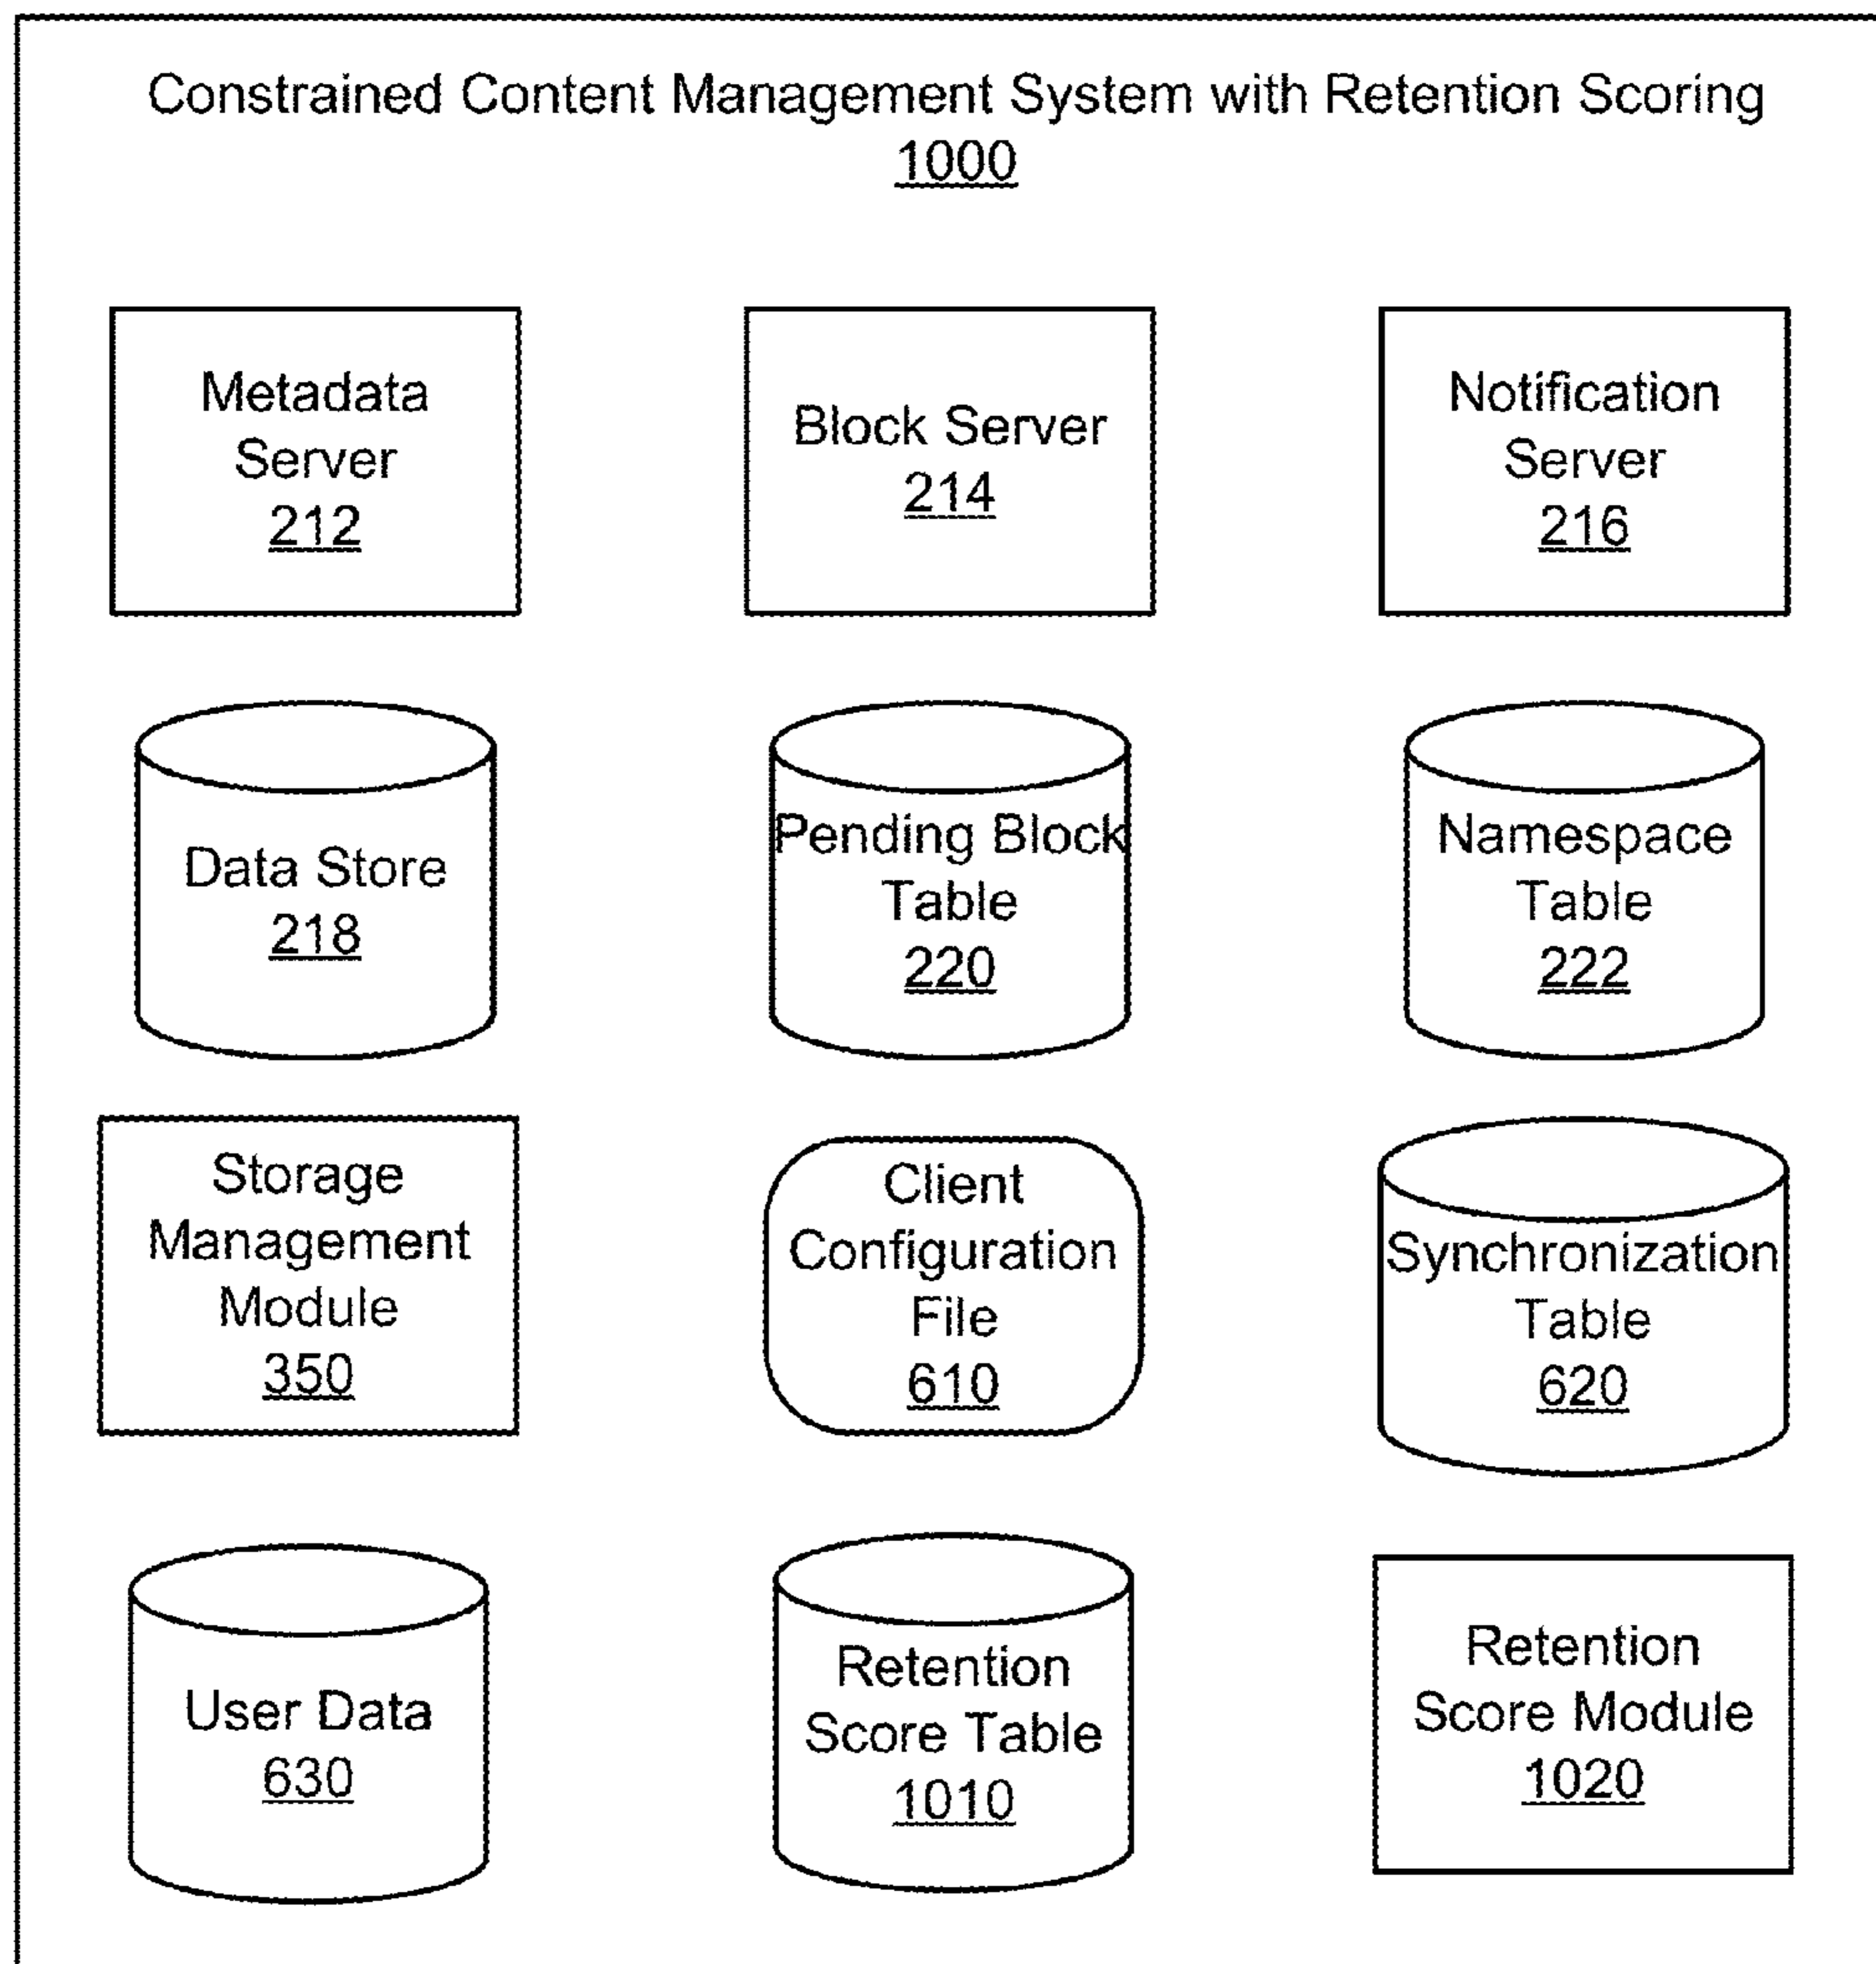 Constrained Content Management System with Retention Scoring
1000
Metadata
Server
212
Block Server
214
Notification
Server
216
Data Store
218
Pending Block
Table
220
Namespace
Table
222
Storage
Management
Module
350
Client
Configuration
File
610
Synchronization
Table
620
User Data
630
Retention
Score Table
1010
Retention
Score Module
1020